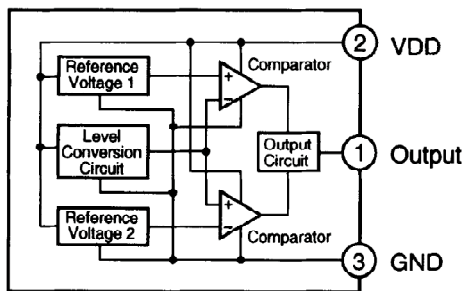 Reference
Voltage 1
Level
Conversion
Circuit
Reference
Voltage 2
+
−
Comparator
+
−
Comparator
Output
Circuit
2 VDD
1 Output
3 GND